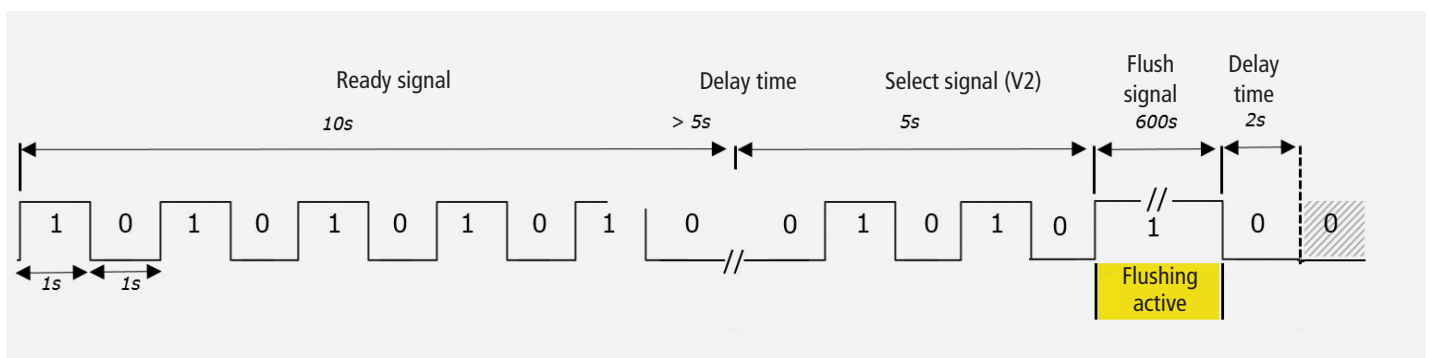 Ready signal
Delay time
Select signal (V2)
Flush
signal
Delay
time
10s
> 5s
5s
600s
2s
1 0 1 0 1 0 1 0 1 0 // 0 1 0 1 0 // 1 0 0
1s
1s
Flushing
active